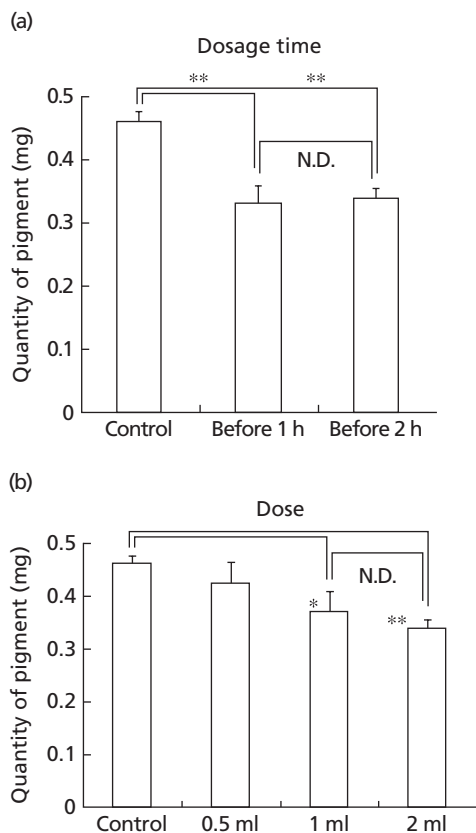 (a)
Dosage time
** **
N.D.
Quantity of pigment (mg)
0.5
0.4
0.3
0.2
0.1
0
Control Before 1 h Before 2 h
(b)
Dose
N.D.
*
**
Quantity of pigment (mg)
0.5
0.4
0.3
0.2
0.1
0
Control 0.5 ml 1 ml 2 ml